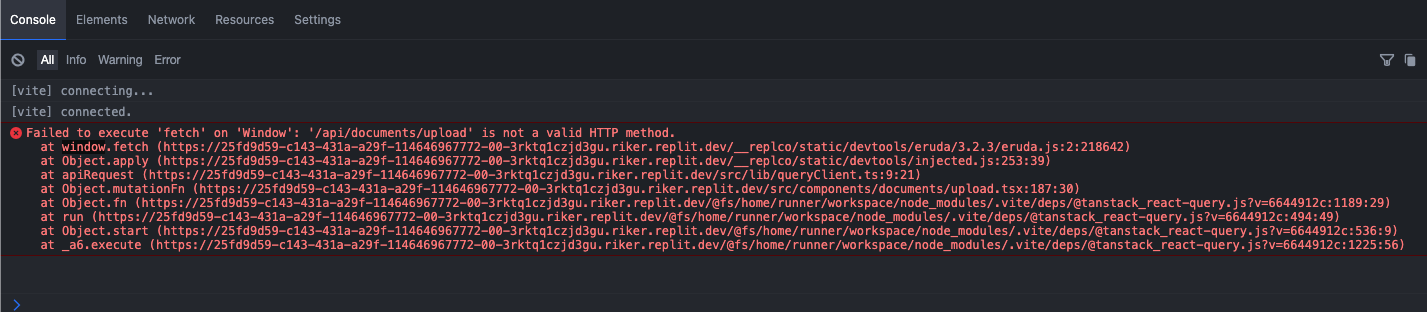 Console Elements Network Resources Settings
All Info Warning Error
[vite] connecting...
[vite] connected.
Failed to execute 'fetch' on 'Window': '/api/documents/upload' is not a valid HTTP method.
at window.fetch (https://25fd9d59-c143-431a-a29f-114646967772-00-3rktq1czjd3gu.riker.replit.dev/__replco/static/devtools/eruda/3.2.3/eruda.js:2:218642)
at Object.apply (https://25fd9d59-c143-431a-a29f-114646967772-00-3rktq1czjd3gu.riker.replit.dev/__replco/static/devtools/injected.js:253:39)
at apiRequest (https://25fd9d59-c143-431a-a29f-114646967772-00-3rktq1czjd3gu.riker.replit.dev/src/lib/queryClient.ts:9:21)
at Object.mutationFn (https://25fd9d59-c143-431a-a29f-114646967772-00-3rktq1czjd3gu.riker.replit.dev/src/components/documents/upload.tsx:187:30)
at Object.fn (https://25fd9d59-c143-431a-a29f-114646967772-00-3rktq1czjd3gu.riker.replit.dev/@fs/home/runner/workspace/node_modules/.vite/deps/@tanstack_react-query.js?v=6644912c:1189:29)
at run (https://25fd9d59-c143-431a-a29f-114646967772-00-3rktq1czjd3gu.riker.replit.dev/@fs/home/runner/workspace/node_modules/.vite/deps/@tanstack_react-query.js?v=6644912c:494:49)
at Object.start (https://25fd9d59-c143-431a-a29f-114646967772-00-3rktq1czjd3gu.riker.replit.dev/@fs/home/runner/workspace/node_modules/.vite/deps/@tanstack_react-query.js?v=6644912c:536:9)
at _a6.execute (https://25fd9d59-c143-431a-a29f-114646967772-00-3rktq1czjd3gu.riker.replit.dev/@fs/home/runner/workspace/node_modules/.vite/deps/@tanstack_react-query.js?v=6644912c:1225:56)